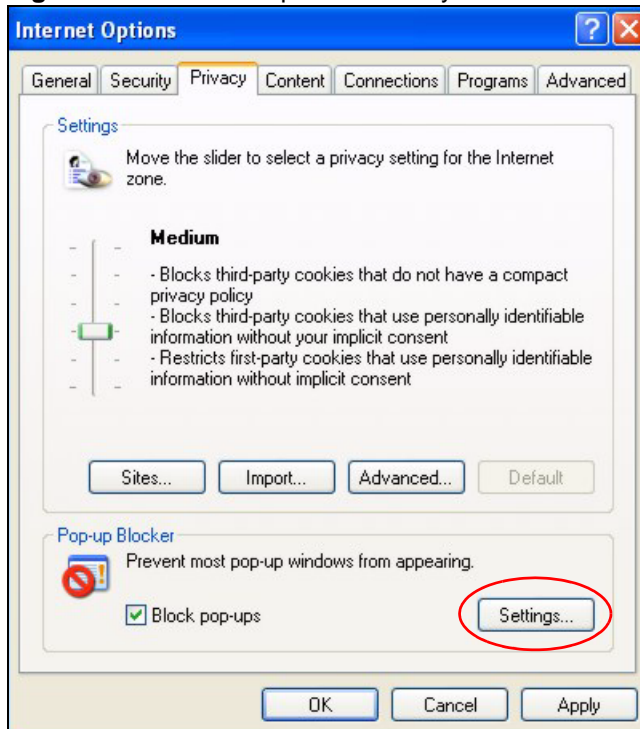 Internet Options
General Security Privacy Content Connections Programs Advanced
Settings
Move the slider to select a privacy setting for the Internet
zone.
Medium
- Blocks third-party cookies that do not have a compact
privacy policy
- Blocks third-party cookies that use personally identifiable
information without your implicit consent
- Restricts first-party cookies that use personally identifiable
information without implicit consent
Sites... Import... Advanced... Default
Pop-up Blocker
Prevent most pop-up windows from appearing.
Block pop-ups Settings...
OK Cancel Apply